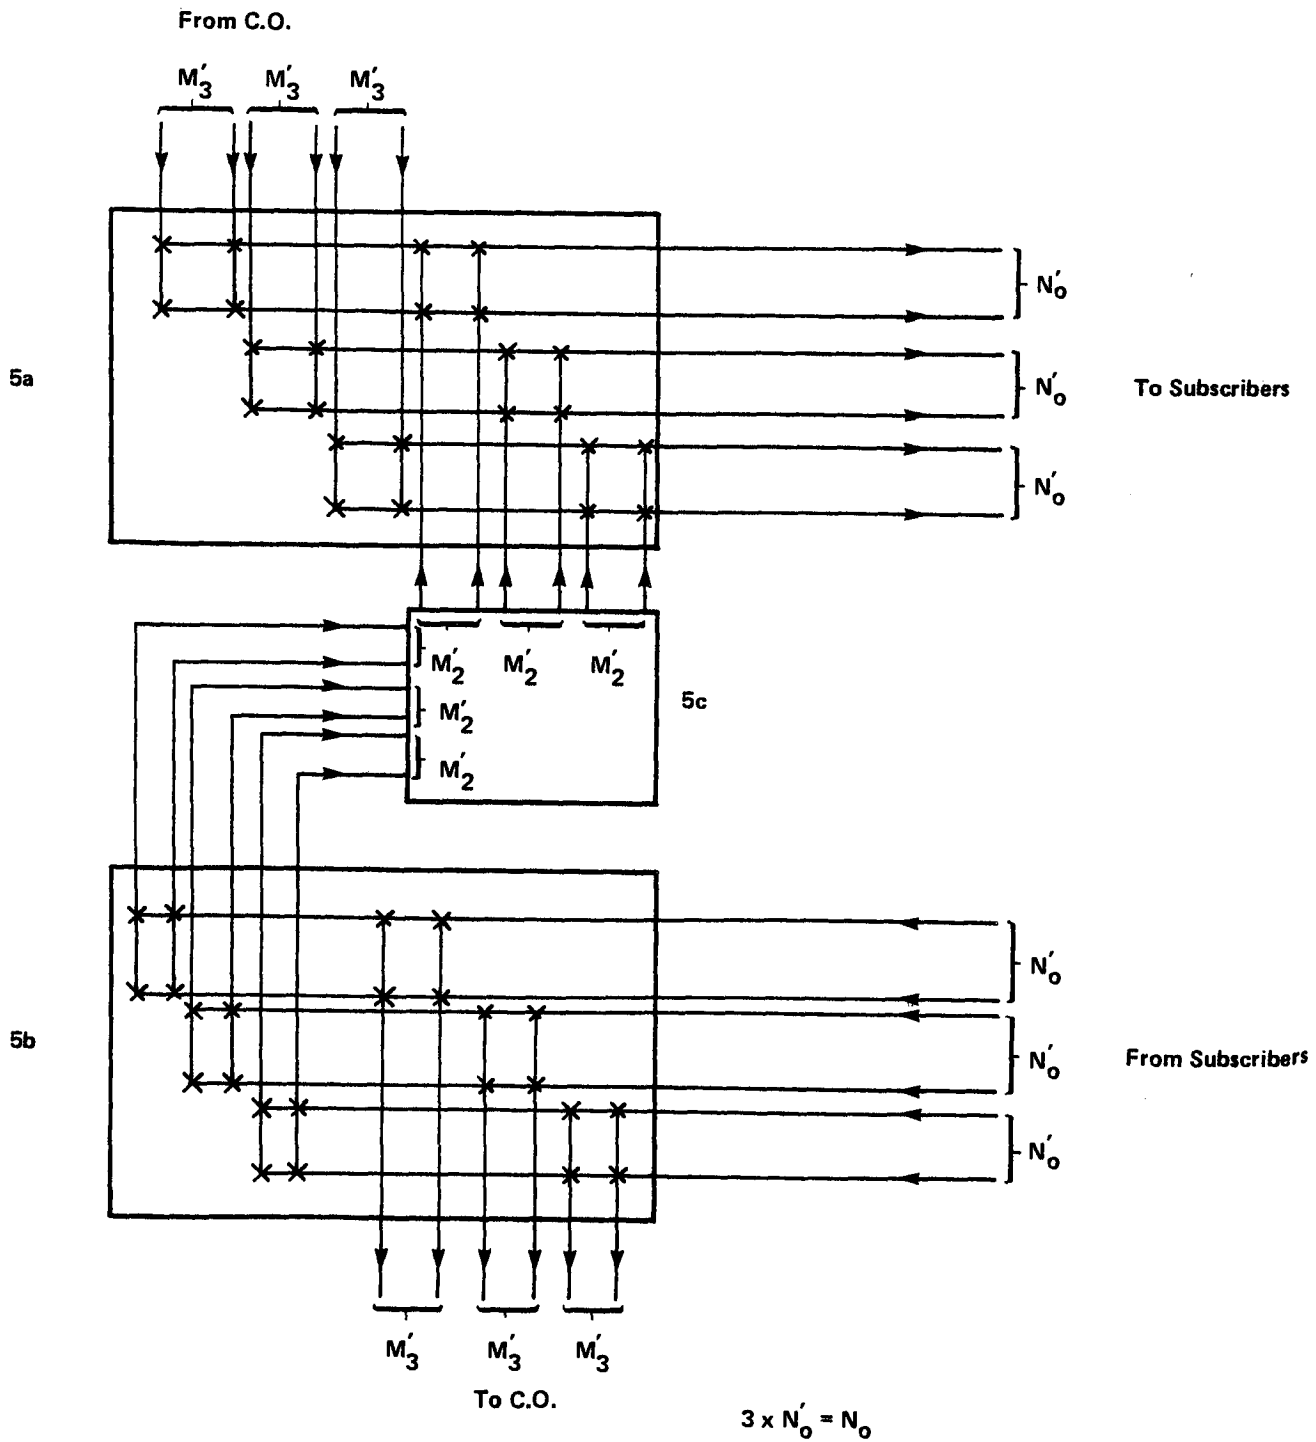 From C.O.
M′3 M′3 M′3
N′o
5a
N′o
To Subscribers
N′o
M′2 M′2 M′2
5c
M′2
M′2
N′o
5b
N′o
From Subscribers
N′o
M′3 M′3 M′3
To C.O.
3 x N′o = No